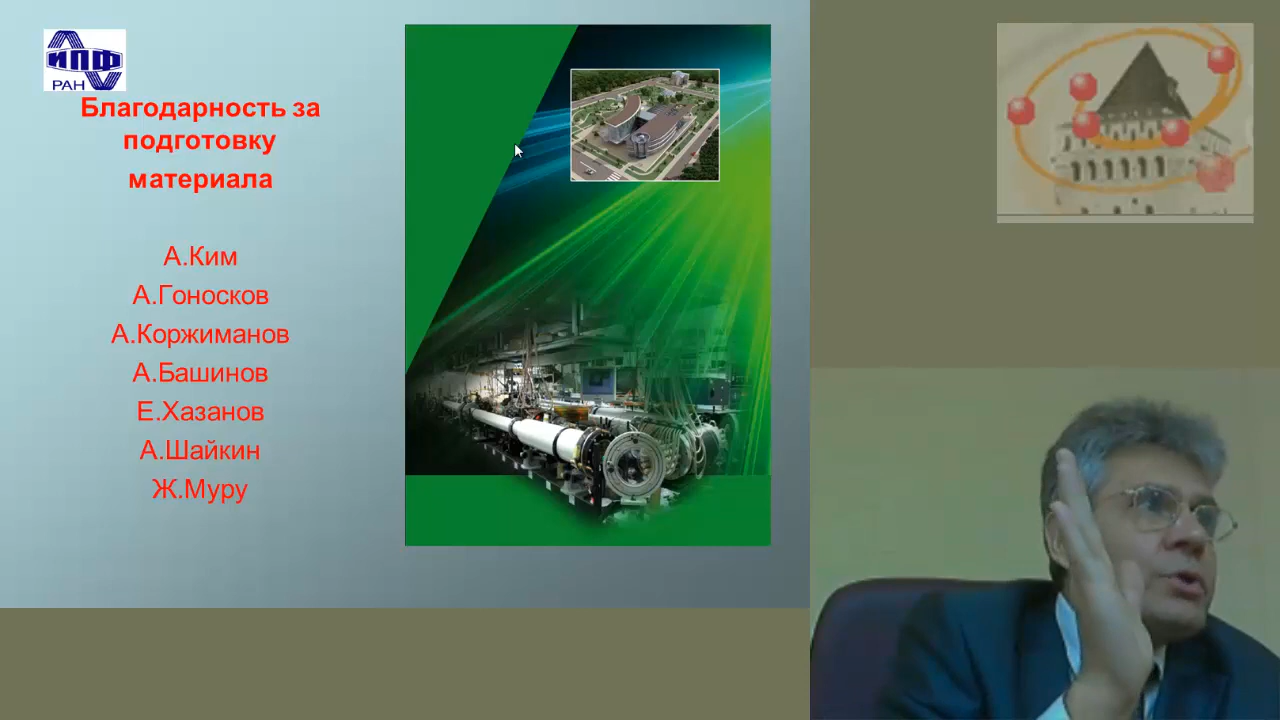 ИПФ
РАН
Благодарность за
подготовку
материала
А.Ким
А.Гоносков
А.Коржиманов
А.Башинов
Е.Хазанов
А.Шайкин
Ж.Муру